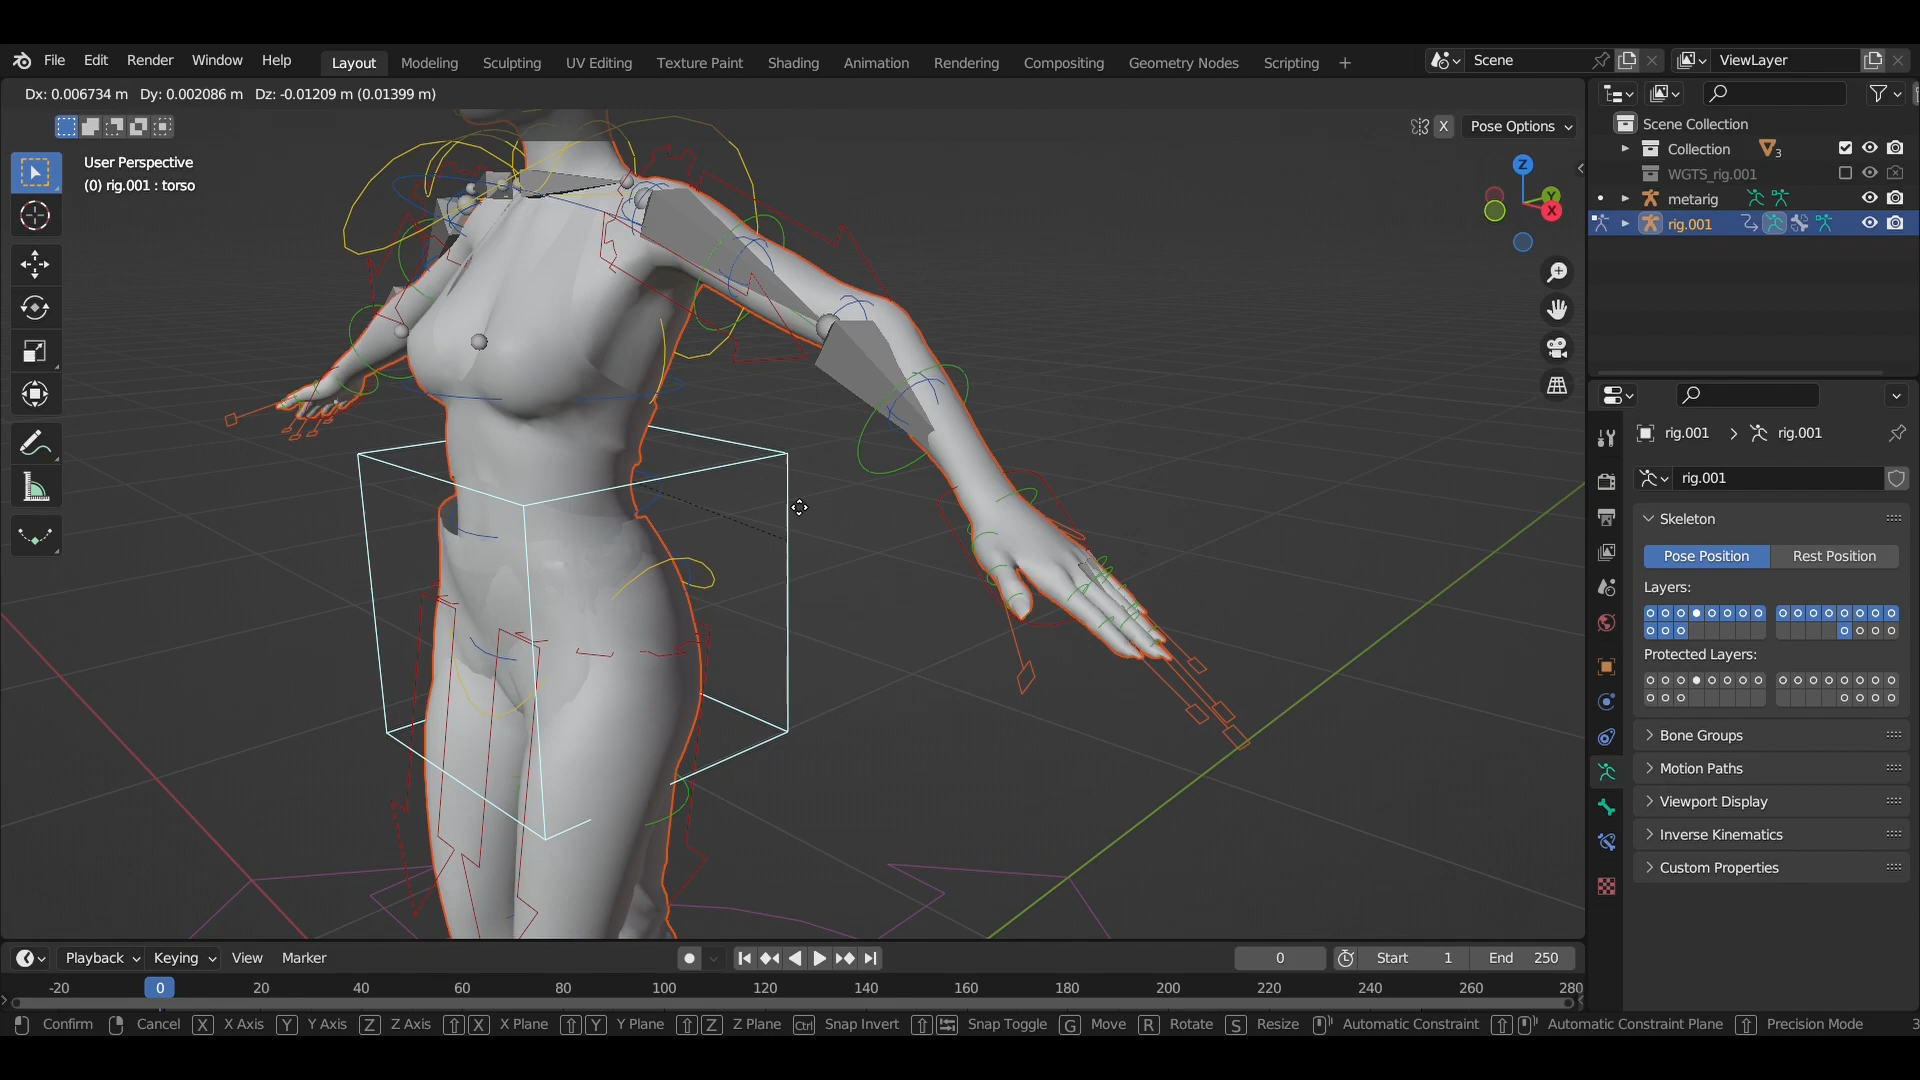 File Edit Render Window Help Layout Modeling Sculpting UV Editing Texture Paint Shading Animation Rendering Compositing Geometry Nodes Scripting + Scene ViewLayer
Dx: 0.006734 m Dy: 0.002086 m Dz: -0.01209 m (0.01399 m)
X Pose Options
User Perspective
(0) rig.001 : torso
Z
Y
X
Scene Collection
Collection 3
WGTS_rig.001
metarig
rig.001
rig.001 > rig.001
rig.001
Skeleton
Pose Position Rest Position
Layers:
Protected Layers:
Bone Groups
Motion Paths
Viewport Display
Inverse Kinematics
Custom Properties
Playback Keying View Marker 0 Start 1 End 250
-20 0 20 40 60 80 100 120 140 160 180 200 220 240 260 280
Confirm Cancel X X Axis Y Y Axis Z Z Axis X X Plane Y Y Plane Z Z Plane Ctrl Snap Invert Snap Toggle G Move R Rotate S Resize Automatic Constraint Automatic Constraint Plane Precision Mode 3